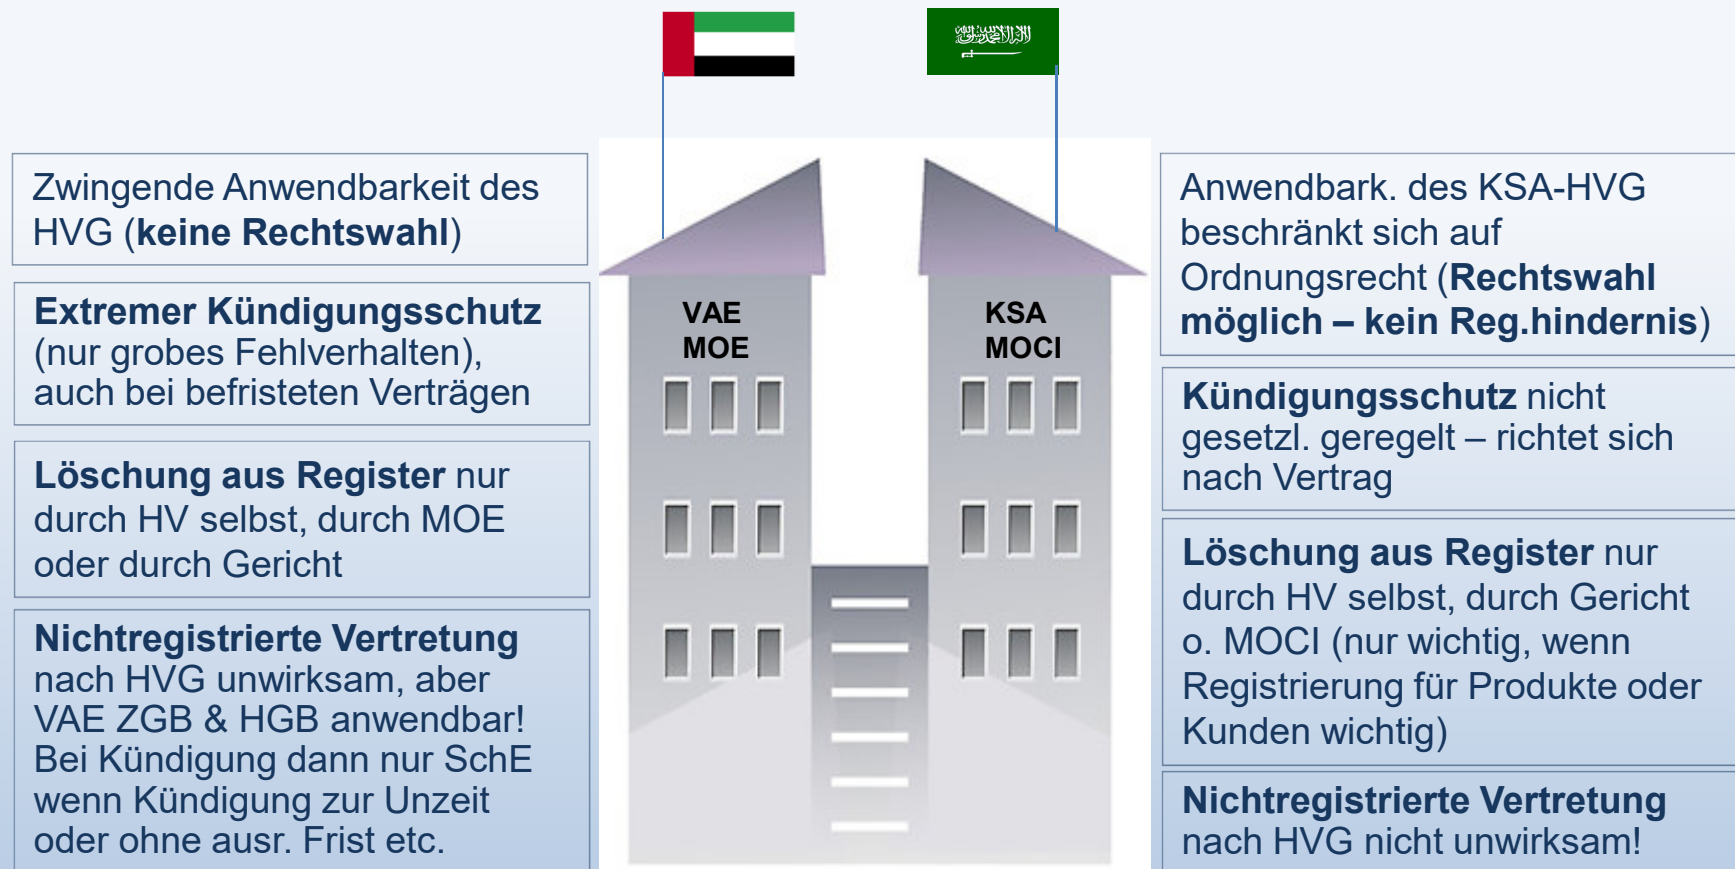 Zwingende Anwendbarkeit des
HVG (keine Rechtswahl)
Extremer Kündigungsschutz
(nur grobes Fehlverhalten),
auch bei befristeten Verträgen
Löschung aus Register nur
durch HV selbst, durch MOE
oder durch Gericht
Nichtregistrierte Vertretung
nach HVG unwirksam, aber
VAE ZGB & HGB anwendbar!
Bei Kündigung dann nur SchE
wenn Kündigung zur Unzeit
oder ohne ausr. Frist etc.
VAE
MOE
KSA
MOCI
Anwendbark. des KSA-HVG
beschränkt sich auf
Ordnungsrecht (Rechtswahl
möglich – kein Reg.hindernis)
Kündigungsschutz nicht
gesetzl. geregelt – richtet sich
nach Vertrag
Löschung aus Register nur
durch HV selbst, durch Gericht
o. MOCI (nur wichtig, wenn
Registrierung für Produkte oder
Kunden wichtig)
Nichtregistrierte Vertretung
nach HVG nicht unwirksam!